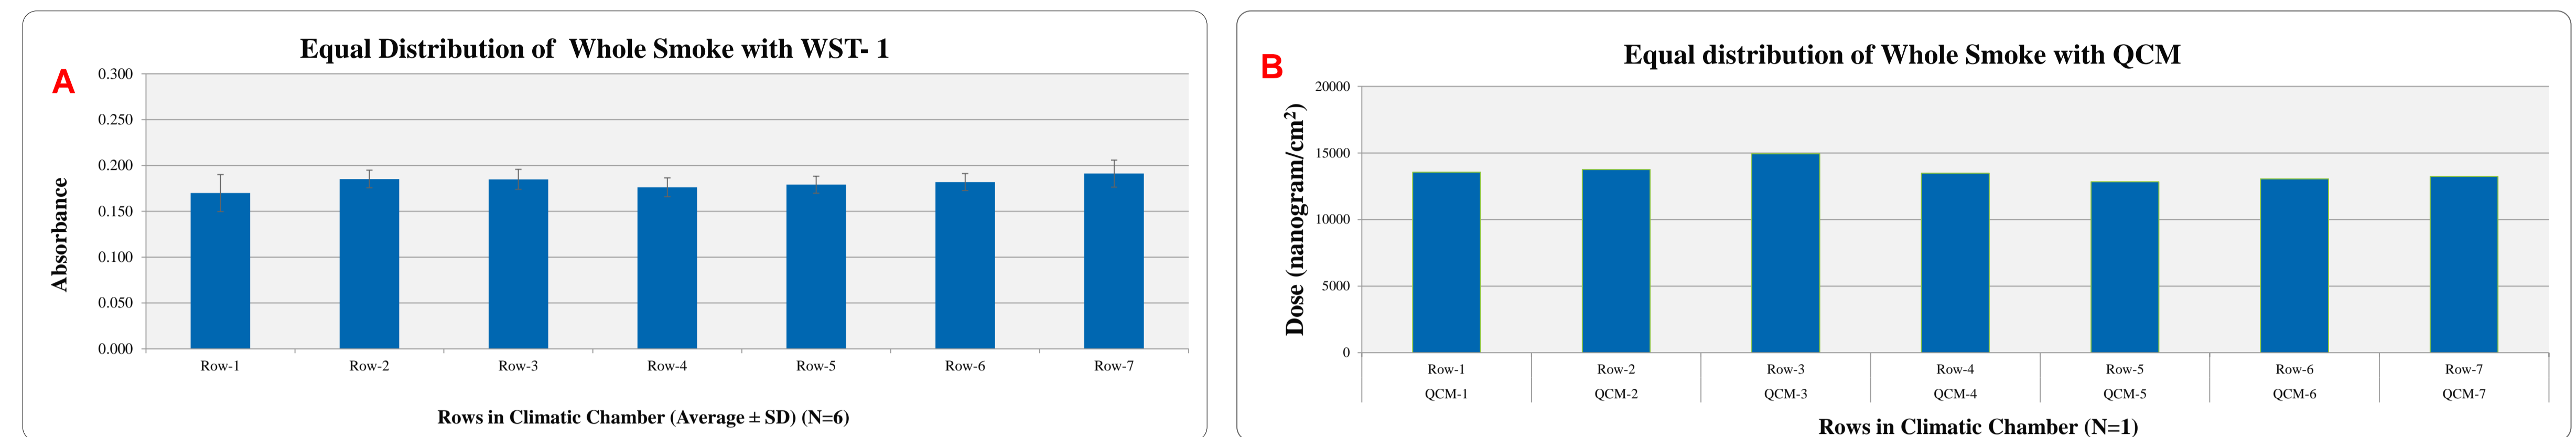 Equal Distribution of  Whole Smoke with WST- 1
A
Absorbance
0.300
0.250
0.200
0.150
0.100
0.050
0.000
Row-1 Row-2 Row-3 Row-4 Row-5 Row-6 Row-7
Rows in Climatic Chamber (Average ± SD) (N=6)
Equal distribution of Whole Smoke with QCM
B
Dose (nanogram/cm²)
20000
15000
10000
5000
0
Row-1 Row-2 Row-3 Row-4 Row-5 Row-6 Row-7
QCM-1 QCM-2 QCM-3 QCM-4 QCM-5 QCM-6 QCM-7
Rows in Climatic Chamber (N=1)